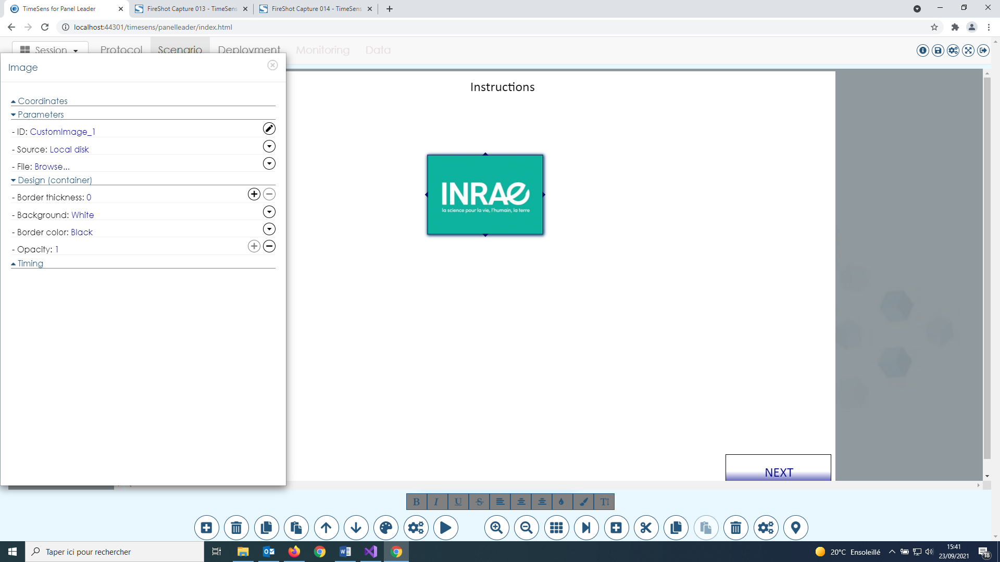 TimeSens for Panel Leader
FireShot Capture 013 - TimeSens
FireShot Capture 014 - TimeSens
localhost:44301/timesens/panelleader/index.html
Session Protocol Scenario Deployment Monitoring Data
Image
Coordinates
Parameters
- ID: CustomImage_1
- Source: Local disk
- File: Browse...
Design (container)
- Border thickness: 0
- Background: White
- Border color: Black
- Opacity: 1
Timing
Instructions
INRAE
la science pour la vie, l'humain, la terre
NEXT
B I U S T
Taper ici pour rechercher
20°C Ensoleillé
15:41
23/09/2021
18